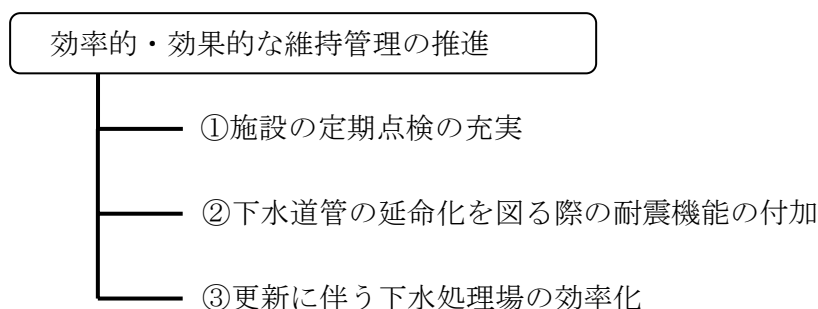 効率的・効果的な維持管理の推進
①施設の定期点検の充実
②下水道管の延命化を図る際の耐震機能の付加
③更新に伴う下水処理場の効率化